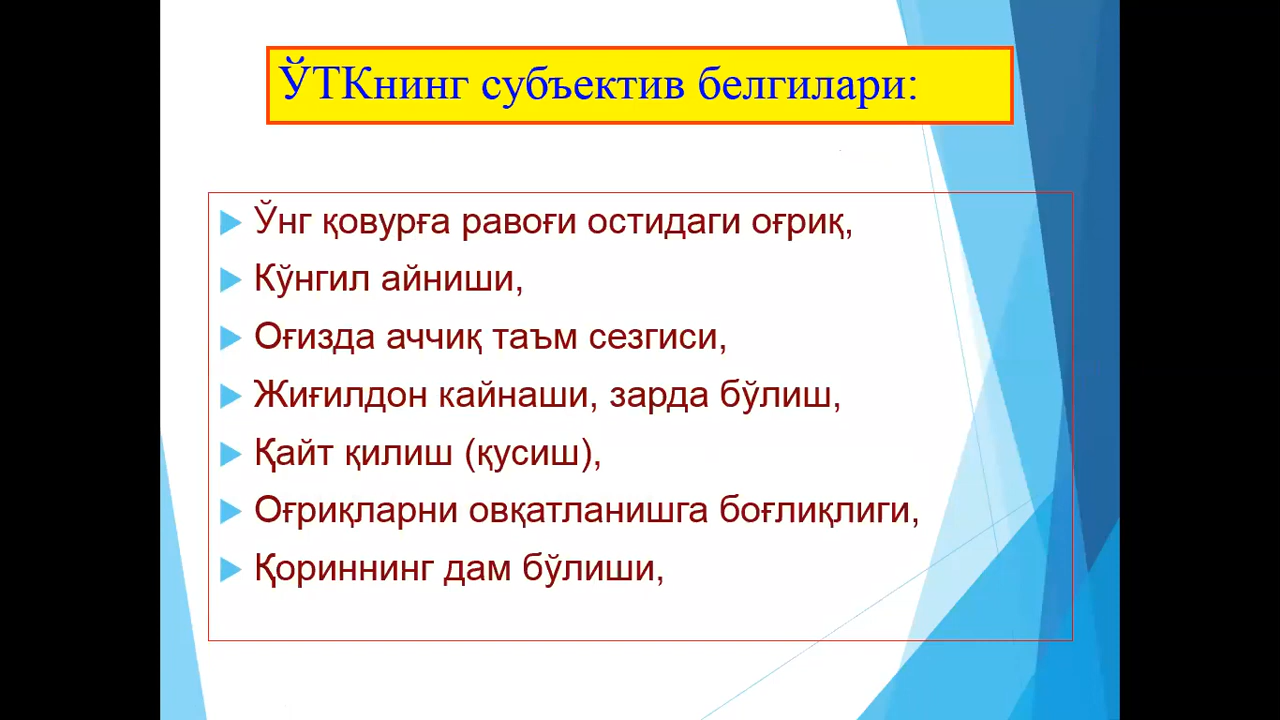 ЎТКнинг субъектив белгилари:
Ўнг қовурға равоғи остидаги оғриқ,
Кўнгил айниши,
Оғизда аччиқ таъм сезгиси,
Жиғилдон кайнаши, зарда бўлиш,
Қайт қилиш (қусиш),
Оғриқларни овқатланишга боғлиқлиги,
Қориннинг дам бўлиши,